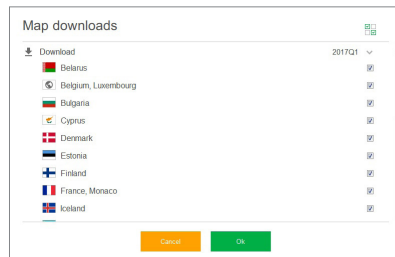 Map downloads
Download 2017Q1
Belarus
Belgium, Luxembourg
Bulgaria
Cyprus
Denmark
Estonia
Finland
France, Monaco
Iceland
Cancel Ok